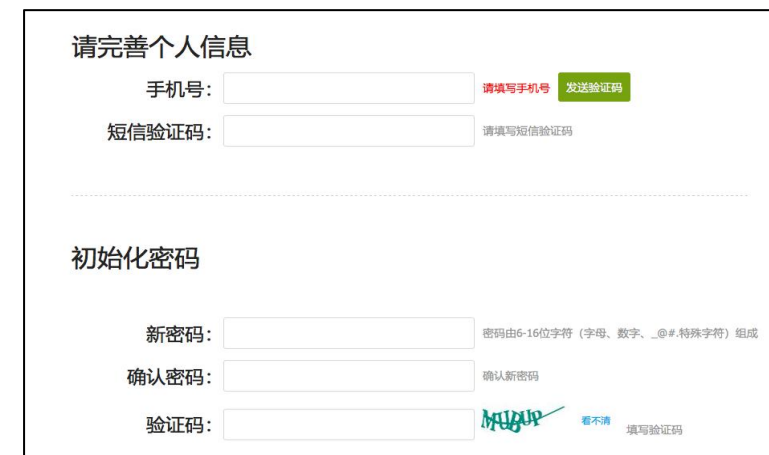 请完善个人信息
手机号： 请填写手机号 发送验证码
短信验证码： 请填写短信验证码
初始化密码
新密码： 密码由6-16位字符（字母、数字、_@#.特殊字符）组成
确认密码： 确认新密码
验证码： MUBUP 看不清 填写验证码